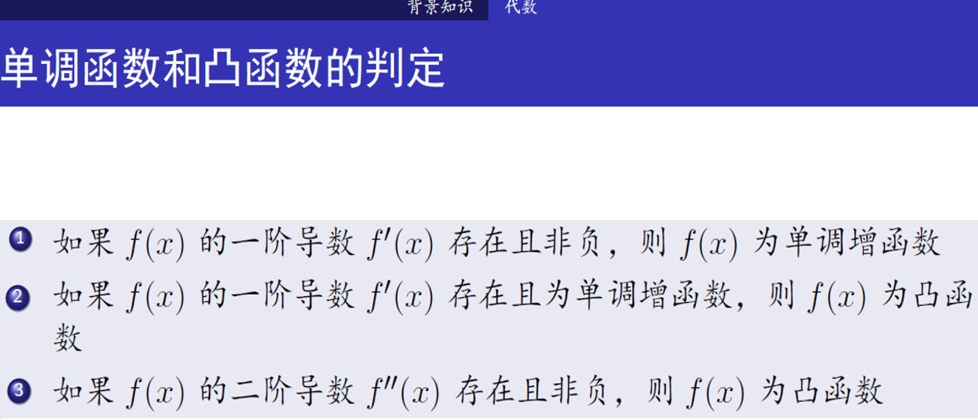 背景知识 代数
单调函数和凸函数的判定
1 如果 f(x) 的一阶导数 f′(x) 存在且非负，则 f(x) 为单调增函数
2 如果 f(x) 的一阶导数 f′(x) 存在且为单调增函数，则 f(x) 为凸函
数
3 如果 f(x) 的二阶导数 f″(x) 存在且非负，则 f(x) 为凸函数